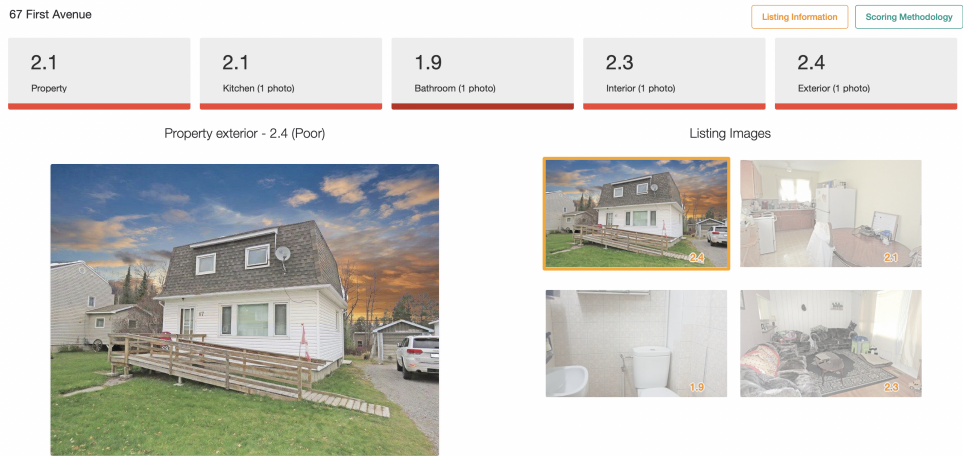 67 First Avenue
Listing Information
Scoring Methodology
2.1
Property
2.1
Kitchen (1 photo)
1.9
Bathroom (1 photo)
2.3
Interior (1 photo)
2.4
Exterior (1 photo)
Property exterior - 2.4 (Poor)
Listing Images
67
2.4
2.1
1.9
2.3